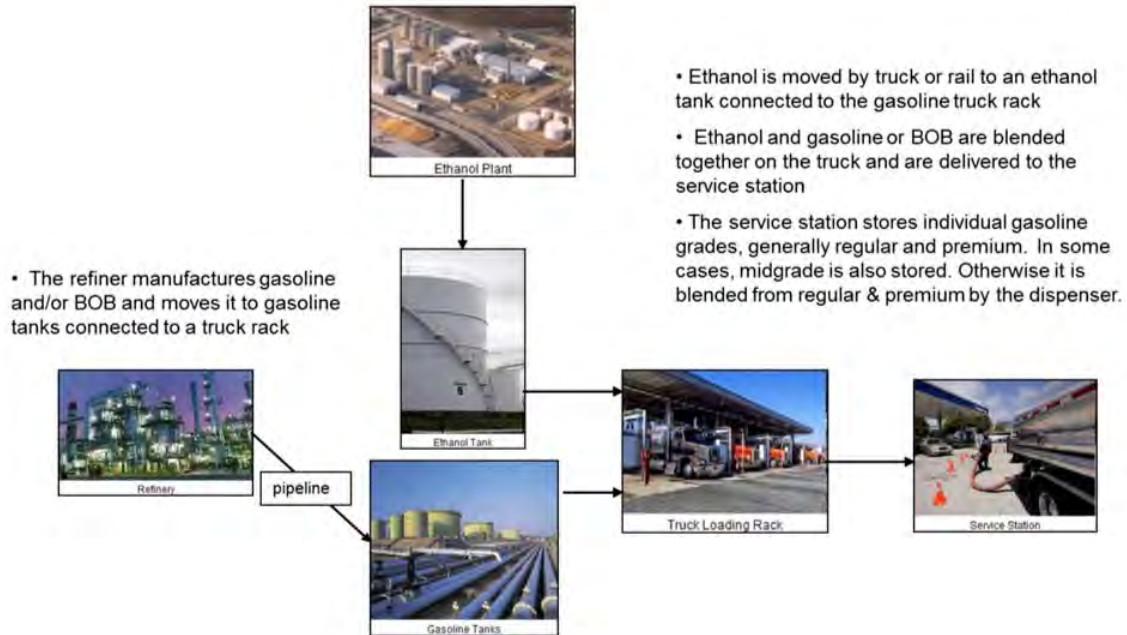 Ethanol Plant
• Ethanol is moved by truck or rail to an ethanol
tank connected to the gasoline truck rack
• Ethanol and gasoline or BOB are blended
together on the truck and are delivered to the
service station
• The service station stores individual gasoline
grades, generally regular and premium. In some
cases, midgrade is also stored. Otherwise it is
blended from regular & premium by the dispenser.
• The refiner manufactures gasoline
and/or BOB and moves it to gasoline
tanks connected to a truck rack
6
Ethanol Tank
Refinery
pipeline
Gasoline Tanks
Truck Loading Rack
Service Station